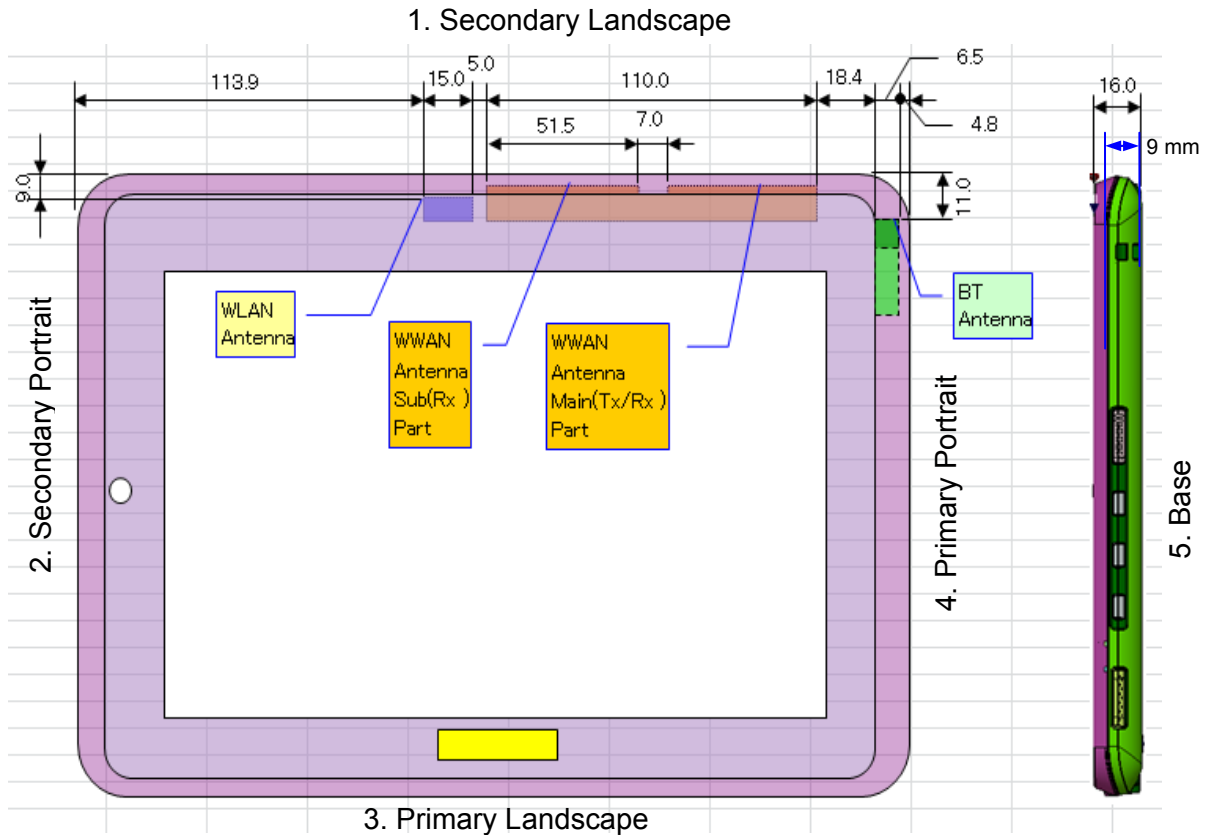 1. Secondary Landscape
113.9
15.0
5.0
110.0
18.4
6.5
4.8
16.0
51.5
7.0
9 mm
9.0
11.0
WLAN
Antenna
WWAN
Antenna
Sub(Rx )
Part
WWAN
Antenna
Main(Tx/Rx )
Part
BT
Antenna
2. Secondary Portrait
4. Primary Portrait
5. Base
3. Primary Landscape